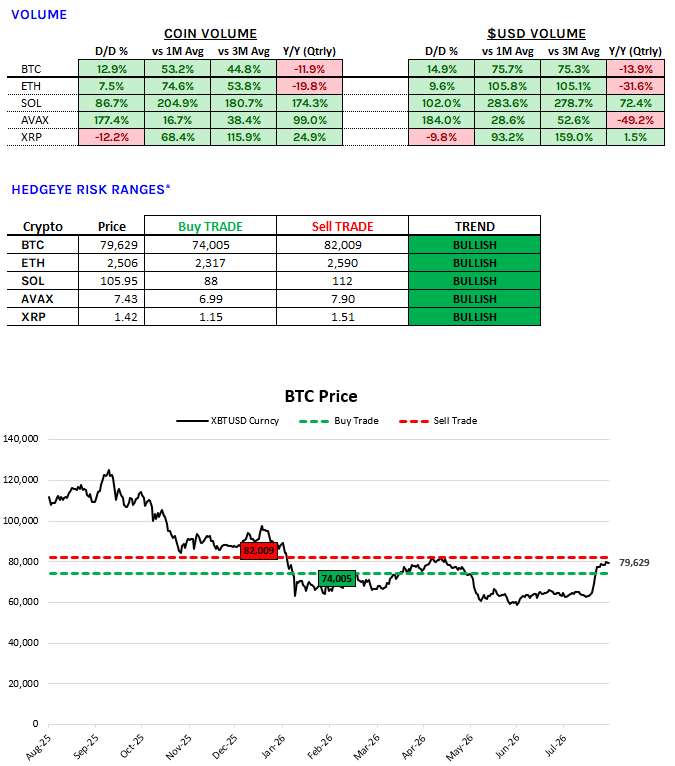 VOLUME
COIN VOLUME $USD VOLUME
D/D % vs 1M Avg vs 3M Avg Y/Y (Qtrly) D/D % vs 1M Avg vs 3M Avg Y/Y (Qtrly)
BTC 12.9% 53.2% 44.8% -11.9% 14.9% 75.7% 75.3% -13.9%
ETH 7.5% 74.6% 53.8% -19.8% 9.6% 105.8% 105.1% -31.6%
SOL 86.7% 204.9% 180.7% 174.3% 102.0% 283.6% 278.7% 72.4%
AVAX 177.4% 16.7% 38.4% 99.0% 184.0% 28.6% 52.6% -49.2%
XRP -12.2% 68.4% 115.9% 24.9% -9.8% 93.2% 159.0% 1.5%
HEDGEYE RISK RANGES*
Crypto Price Buy TRADE Sell TRADE TREND
BTC 79,629 74,005 82,009 BULLISH
ETH 2,506 2,317 2,590 BULLISH
SOL 105.95 88 112 BULLISH
AVAX 7.43 6.99 7.90 BULLISH
XRP 1.42 1.15 1.51 BULLISH
BTC Price
XBTUSD Curncy Buy Trade Sell Trade
140,000
120,000
100,000
80,000
60,000
40,000
20,000
0
82,009
74,005
79,629
Aug-25 Sep-25 Oct-25 Nov-25 Dec-25 Jan-26 Feb-26 Mar-26 Apr-26 May-26 Jun-26 Jul-26